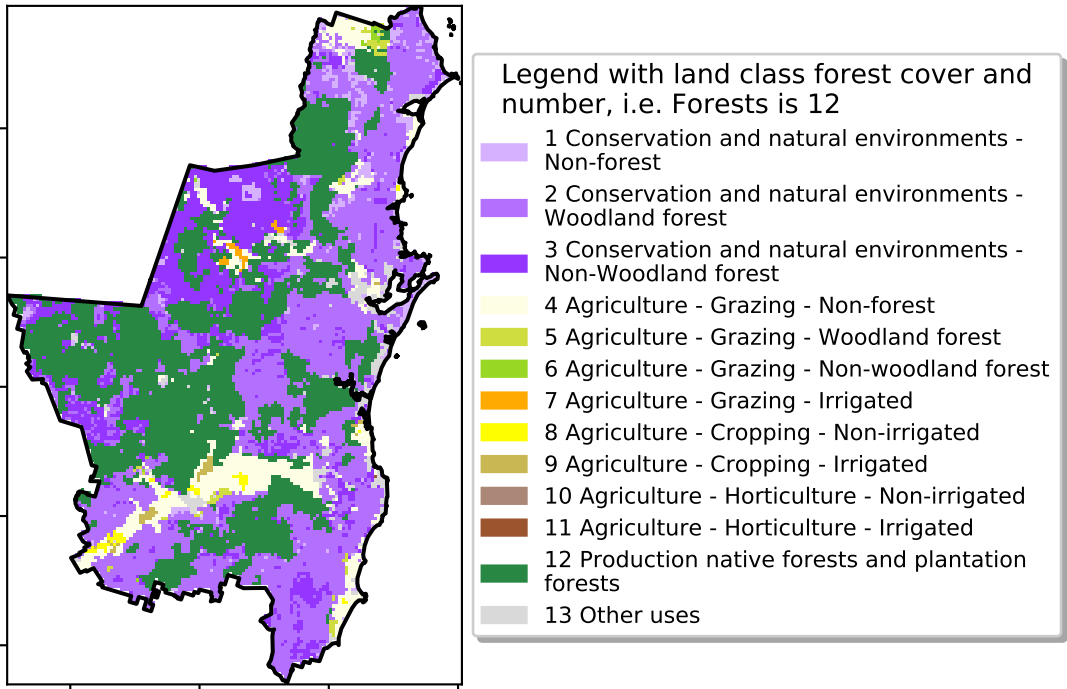 Legend with land class forest cover and
number, i.e. Forests is 12
1 Conservation and natural environments -
Non-forest
2 Conservation and natural environments -
Woodland forest
3 Conservation and natural environments -
Non-Woodland forest
4 Agriculture - Grazing - Non-forest
5 Agriculture - Grazing - Woodland forest
6 Agriculture - Grazing - Non-woodland forest
7 Agriculture - Grazing - Irrigated
8 Agriculture - Cropping - Non-irrigated
9 Agriculture - Cropping - Irrigated
10 Agriculture - Horticulture - Non-irrigated
11 Agriculture - Horticulture - Irrigated
12 Production native forests and plantation
forests
13 Other uses